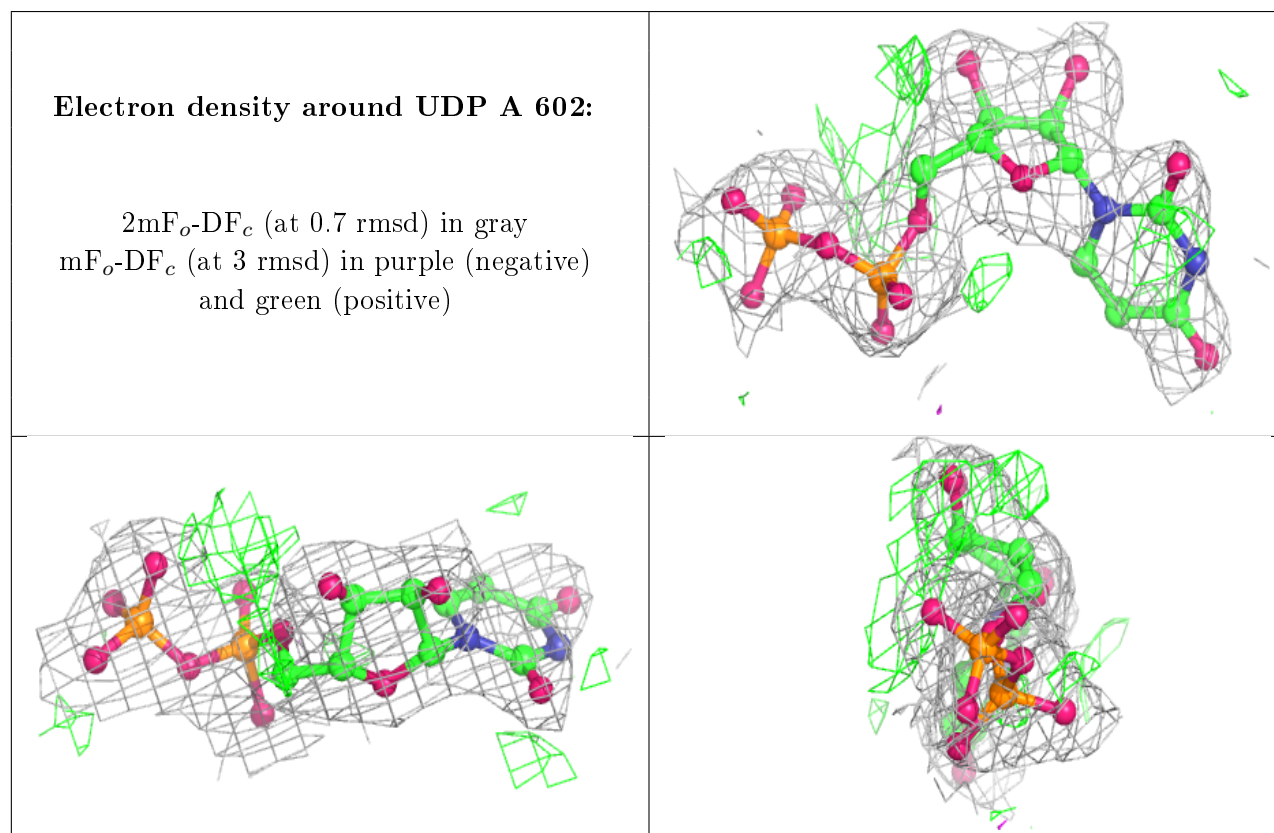 Electron density around UDP A 602:
2mFo-DFc (at 0.7 rmsd) in gray
mFo-DFc (at 3 rmsd) in purple (negative)
and green (positive)